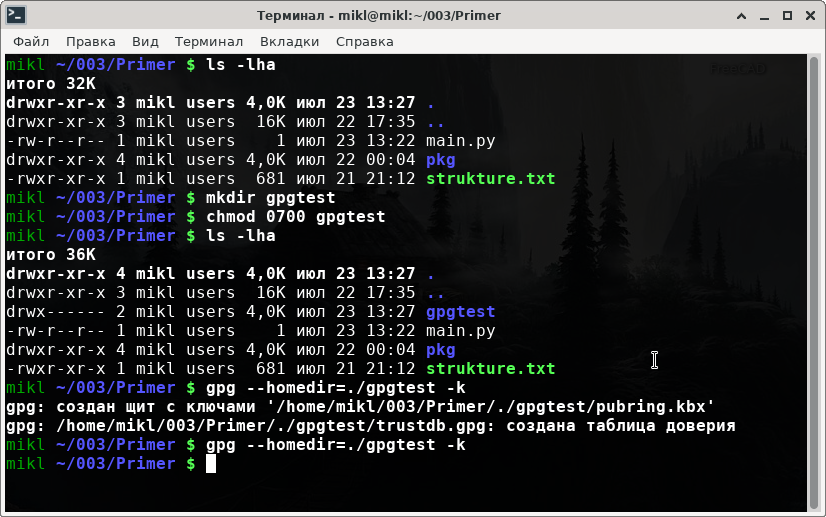 Терминал - mikl@mikl:~/003/Primer
Файл Правка Вид Терминал Вкладки Справка
mikl ~/003/Primer $ ls -lha
итого 32K
drwxr-xr-x 3 mikl users 4,0K июл 23 13:27 .
drwxr-xr-x 3 mikl users  16K июл 22 17:35 ..
-rw-r--r-- 1 mikl users    1 июл 23 13:22 main.py
drwxr-xr-x 4 mikl users 4,0K июл 22 00:04 pkg
-rwxr-xr-x 1 mikl users  681 июл 21 21:12 strukture.txt
mikl ~/003/Primer $ mkdir gpgtest
mikl ~/003/Primer $ chmod 0700 gpgtest
mikl ~/003/Primer $ ls -lha
итого 36K
drwxr-xr-x 4 mikl users 4,0K июл 23 13:27 .
drwxr-xr-x 3 mikl users  16K июл 22 17:35 ..
drwx------ 2 mikl users 4,0K июл 23 13:27 gpgtest
-rw-r--r-- 1 mikl users    1 июл 23 13:22 main.py
drwxr-xr-x 4 mikl users 4,0K июл 22 00:04 pkg
-rwxr-xr-x 1 mikl users  681 июл 21 21:12 strukture.txt
mikl ~/003/Primer $ gpg --homedir=./gpgtest -k
gpg: создан щит с ключами '/home/mikl/003/Primer/./gpgtest/pubring.kbx'
gpg: /home/mikl/003/Primer/./gpgtest/trustdb.gpg: создана таблица доверия
mikl ~/003/Primer $ gpg --homedir=./gpgtest -k
mikl ~/003/Primer $